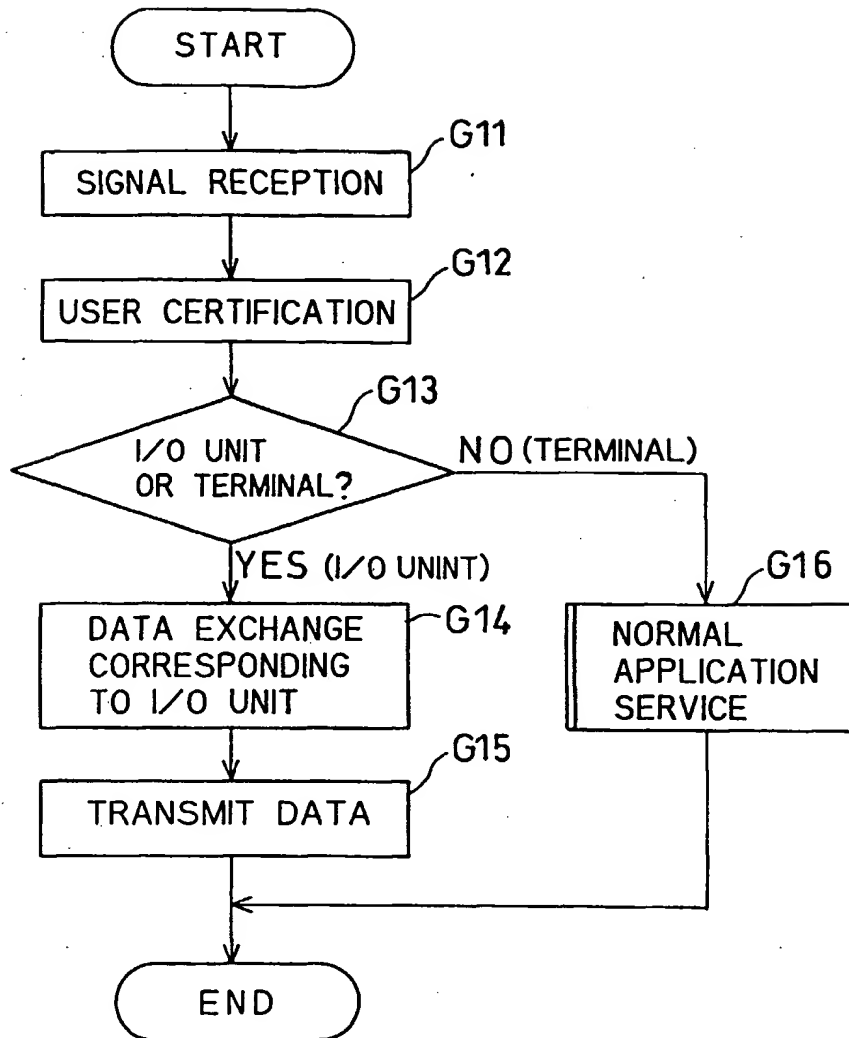 START
G11
SIGNAL RECEPTION
G12
USER CERTIFICATION
G13
I/O UNIT
OR TERMINAL?
NO (TERMINAL)
YES (I/O UNINT)
G14
DATA EXCHANGE
CORRESPONDING
TO I/O UNIT
G16
NORMAL
APPLICATION
SERVICE
G15
TRANSMIT DATA
END